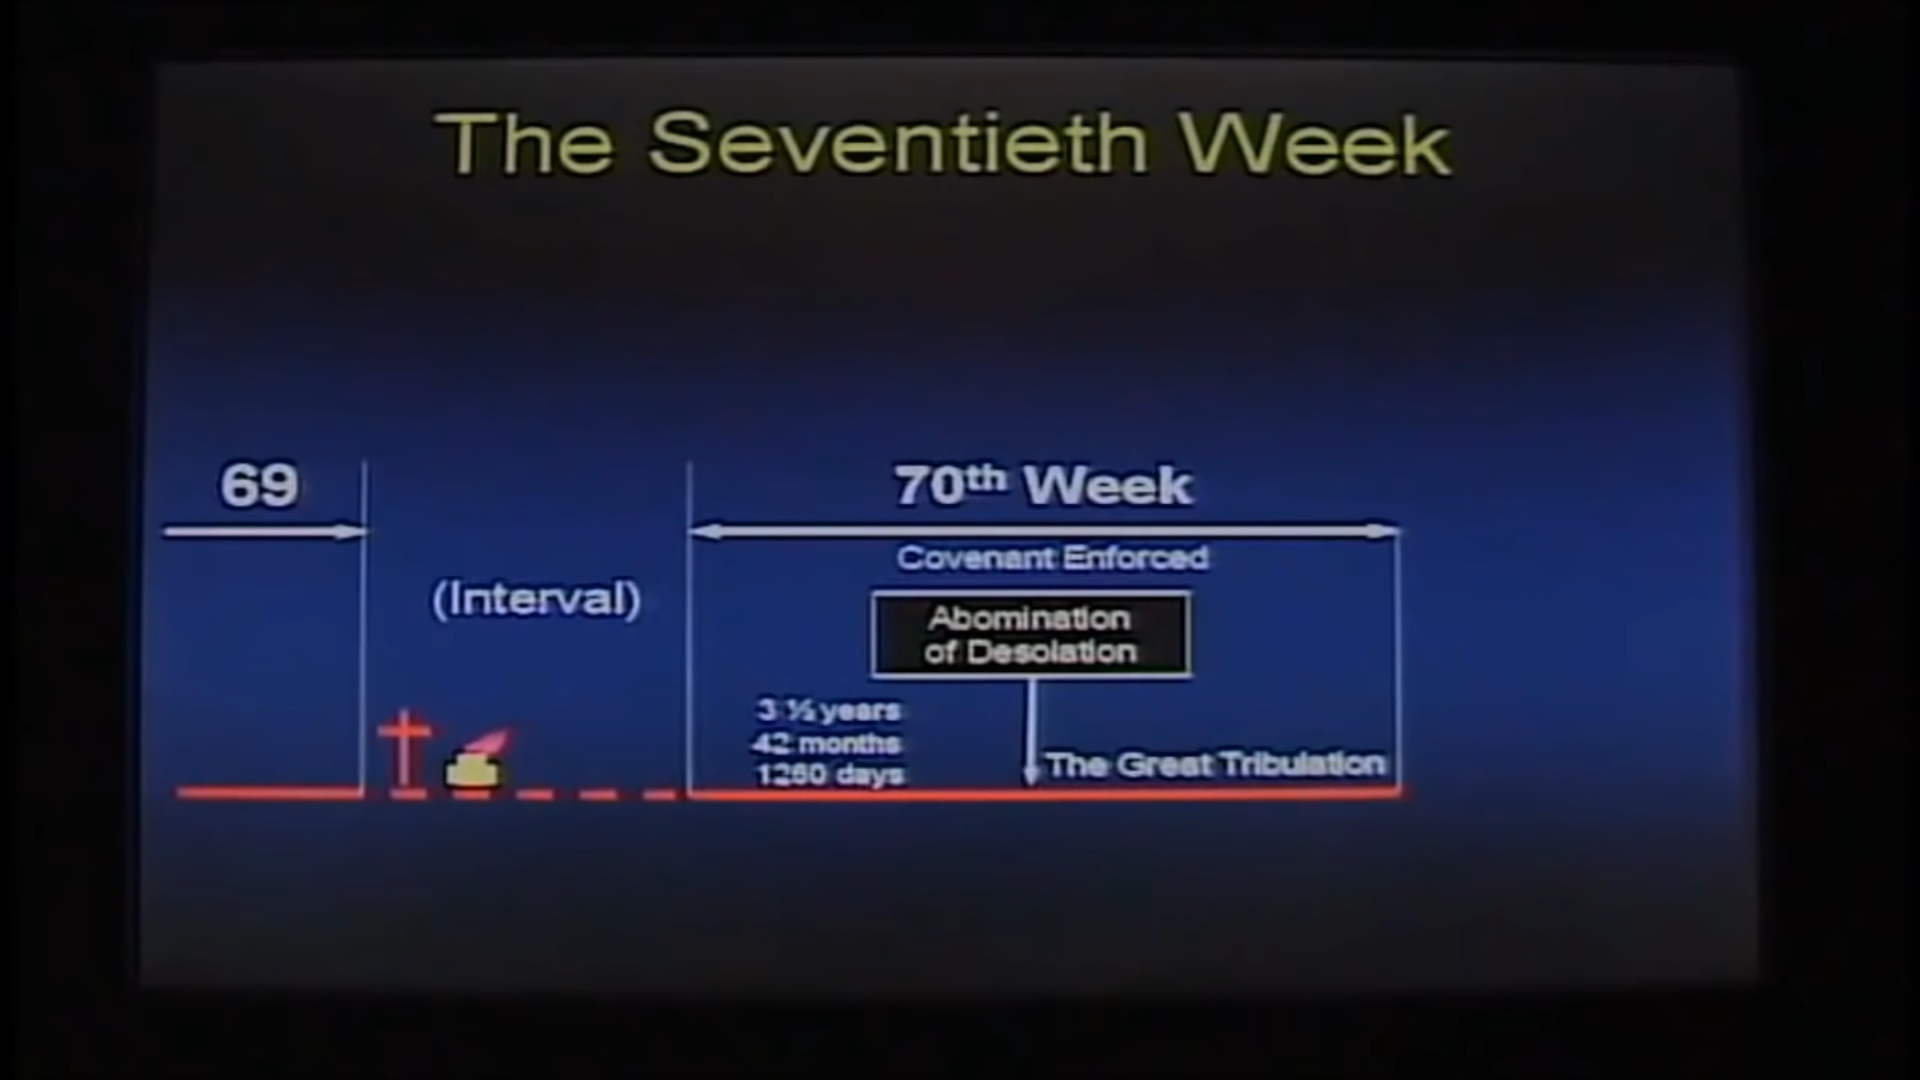 The Seventieth Week
69
70th Week
Covenant Enforced
(Interval)
Abomination
of Desolation
3 ½ years
42 months
1260 days
The Great Tribulation